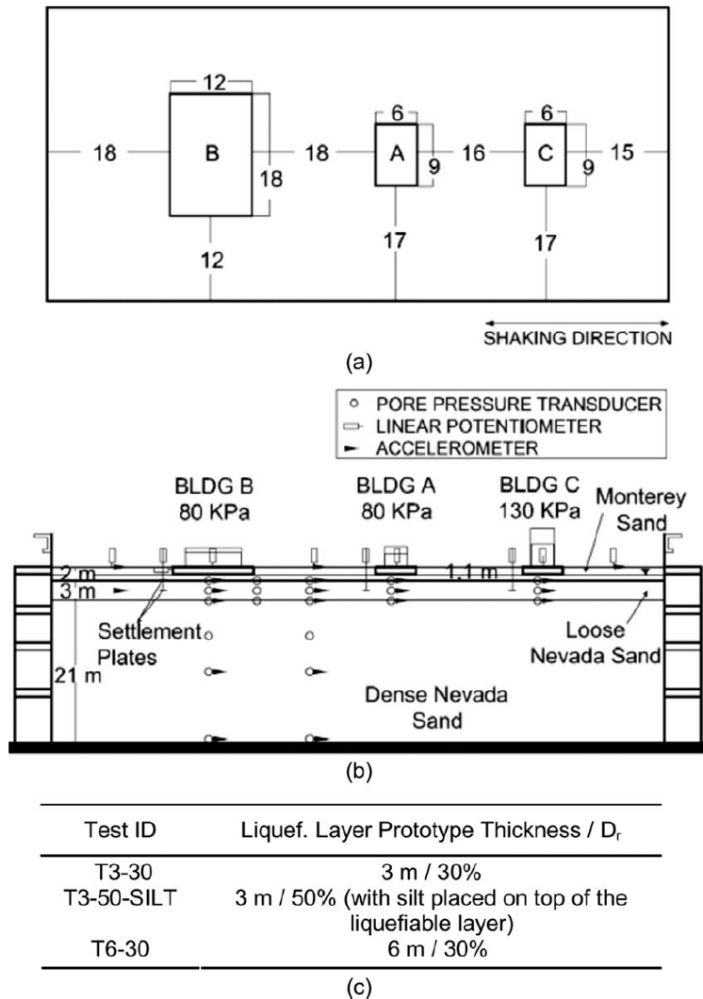 12
6
6
18
B
18
A
16
C
15
18
9
9
12
17
17
SHAKING DIRECTION
(a)
PORE PRESSURE TRANSDUCER
LINEAR POTENTIOMETER
ACCELEROMETER
BLDG B
80 KPa
BLDG A
80 KPa
BLDG C
130 KPa
Monterey
Sand
2 m
1.1 m
3 m
Settlement
Plates
Loose
Nevada Sand
21 m
Dense Nevada
Sand
(b)
Test ID Liquef. Layer Prototype Thickness / Dr
T3-30 3 m / 30%
T3-50-SILT 3 m / 50% (with silt placed on top of the
liquefiable layer)
T6-30 6 m / 30%
(c)